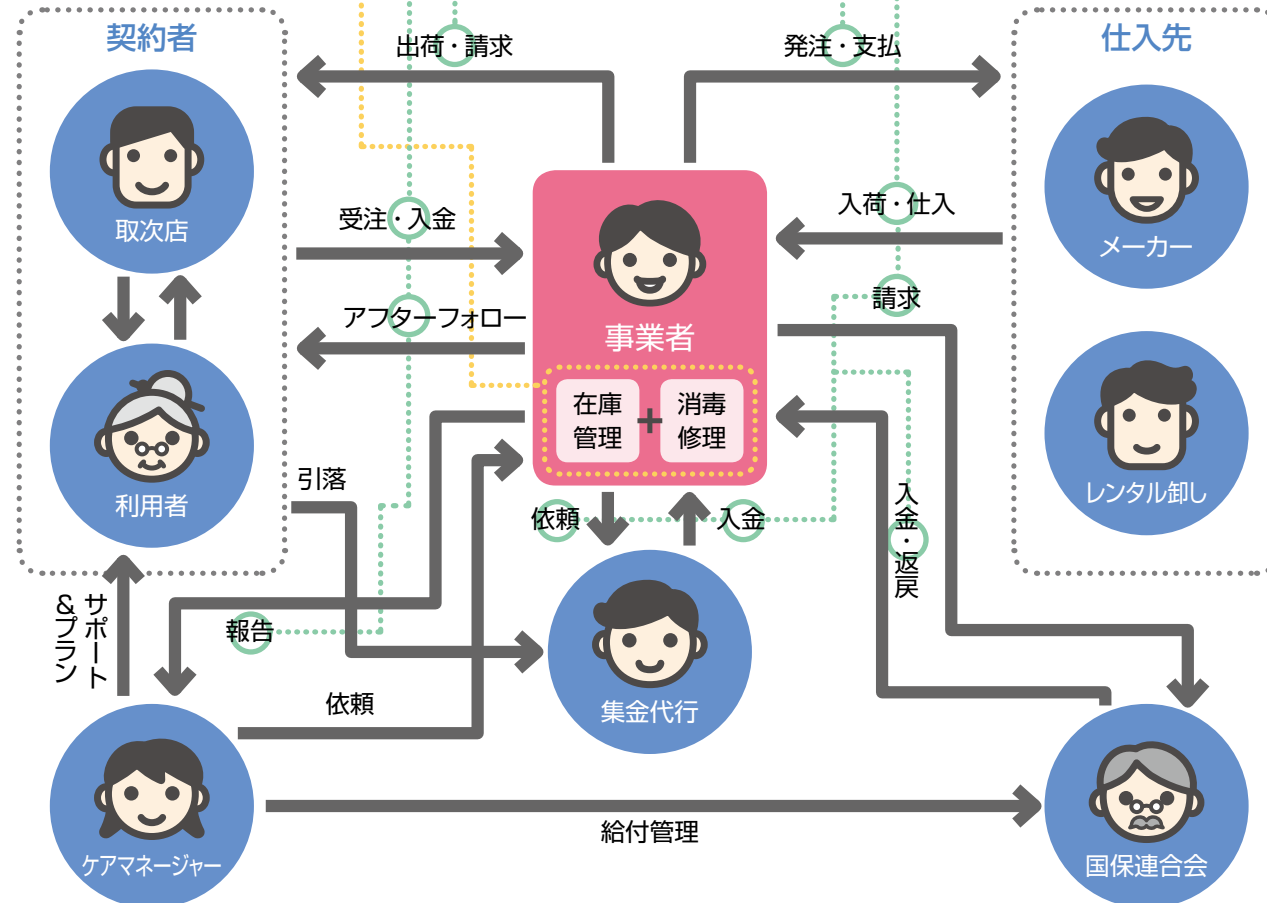 契約者
出荷・請求
発注・支払
仕入先
取次店
受注・入金
入荷・仕入
メーカー
アフターフォロー
事業者
請求
在庫
管理
+
消毒
修理
利用者
引落
依頼
入金
入金・返戻
レンタル卸し
サポート
&プラン
報告
依頼
集金代行
ケアマネージャー
給付管理
国保連合会